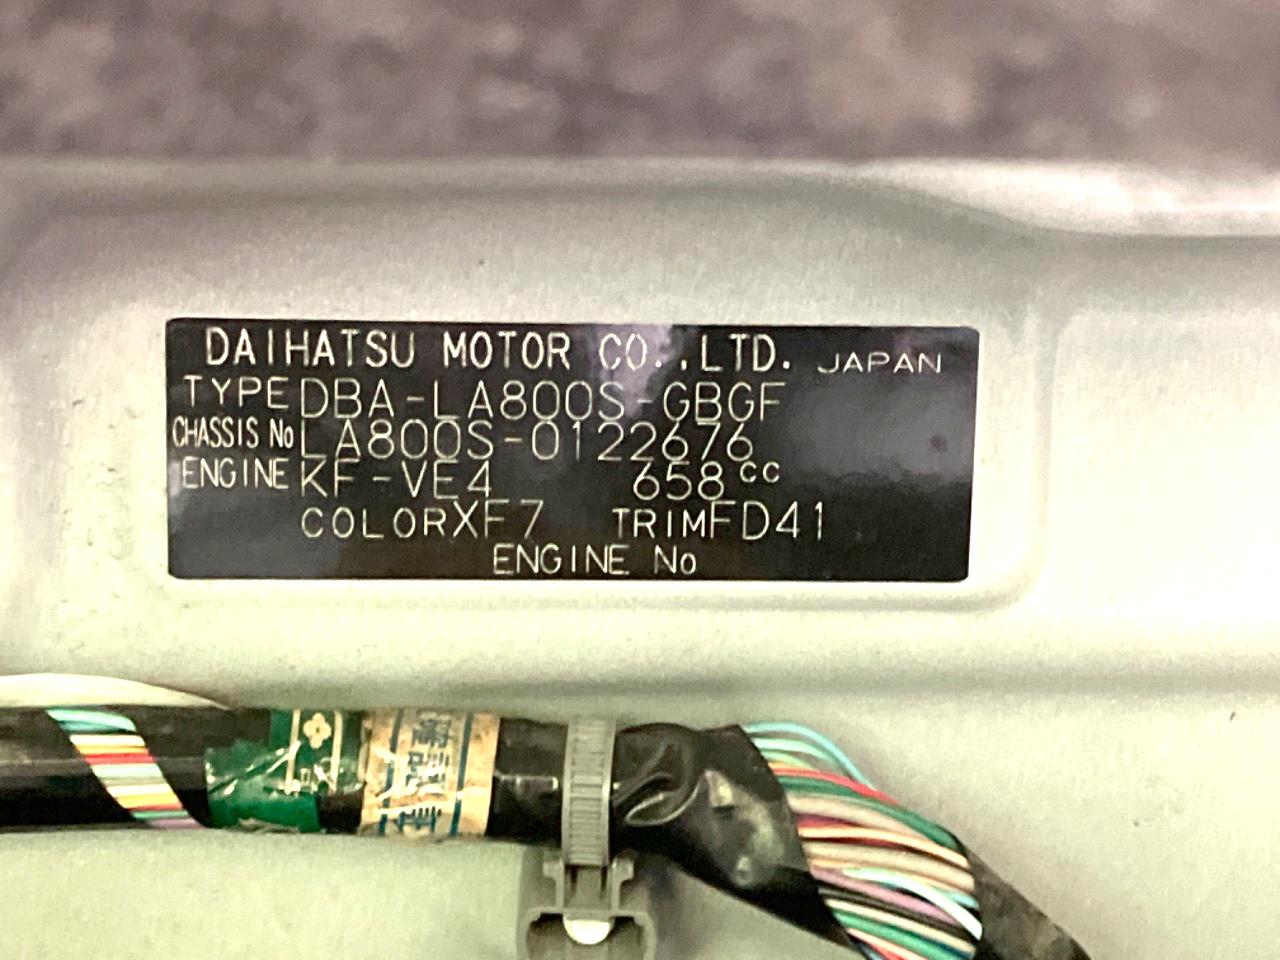 DAIHATSU MOTOR CO.,LTD. JAPAN
TYPE DBA-LA800S-GBGF
CHASSIS No LA800S-0122676
ENGINE KF-VE4 658cc
COLOR XF7 TRIM FD41
ENGINE No